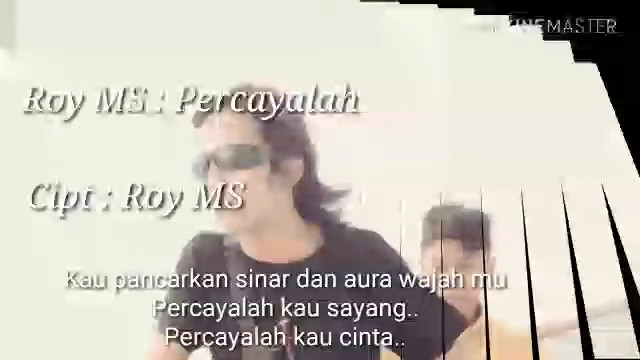 KINEMASTER
Roy MS : Percayalah
Cipt : Roy MS
Kau pancarkan sinar dan aura wajah mu
Percayalah kau sayang..
Percayalah kau cinta..